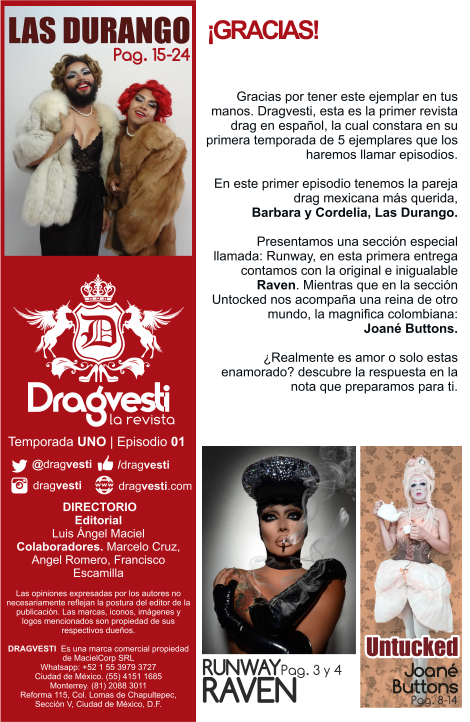 LAS DURANGO
Pag. 15-24
Dragvesti
la revista
Temporada UNO | Episodio 01
@dragvesti
/dragvesti
dragvesti
www
dragvesti.com
DIRECTORIO
Editorial
Luis Ángel Maciel
Colaboradores. Marcelo Cruz,
Angel Romero, Francisco
Escamilla
Las opiniones expresadas por los autores no
necesariamente reflejan la postura del editor de la
publicación. Las marcas, iconos, imágenes y
logos mencionados son propiedad de sus
respectivos dueños.
DRAGVESTI Es una marca comercial propiedad
de MacielCorp SRL
Whatsapp: +52 1 55 3979 3727
Ciudad de México. (55) 4151 1685
Monterrey. (81) 2088 3011
Reforma 115, Col. Lomas de Chapultepec,
Sección V, Ciudad de México, D.F.
¡GRACIAS!
Gracias por tener este ejemplar en tus
manos. Dragvesti, esta es la primer revista
drag en español, la cual constara en su
primera temporada de 5 ejemplares que los
haremos llamar episodios.
En este primer episodio tenemos la pareja
drag mexicana más querida,
Barbara y Cordelia, Las Durango.
Presentamos una sección especial
llamada: Runway, en esta primera entrega
contamos con la original e inigualable
Raven. Mientras que en la sección
Untocked nos acompaña una reina de otro
mundo, la magnifica colombiana:
Joané Buttons.
¿Realmente es amor o solo estas
enamorado? descubre la respuesta en la
nota que preparamos para ti.
RUNWAY Pag. 3 y 4
RAVEN
Untucked
Joané
Buttons
Pag. 8-14